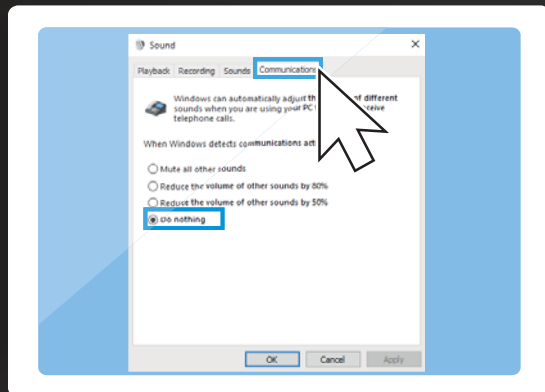 Sound
Playback Recording Sounds Communications
Windows can automatically adjust th of different
sounds when you are using your PC eceive
telephone calls.
When Windows detects communications act
Mute all other sounds
Reduce the volume of other sounds by 80%
Reduce the volume of other sounds by 50%
Do nothing
OK Cancel Apply